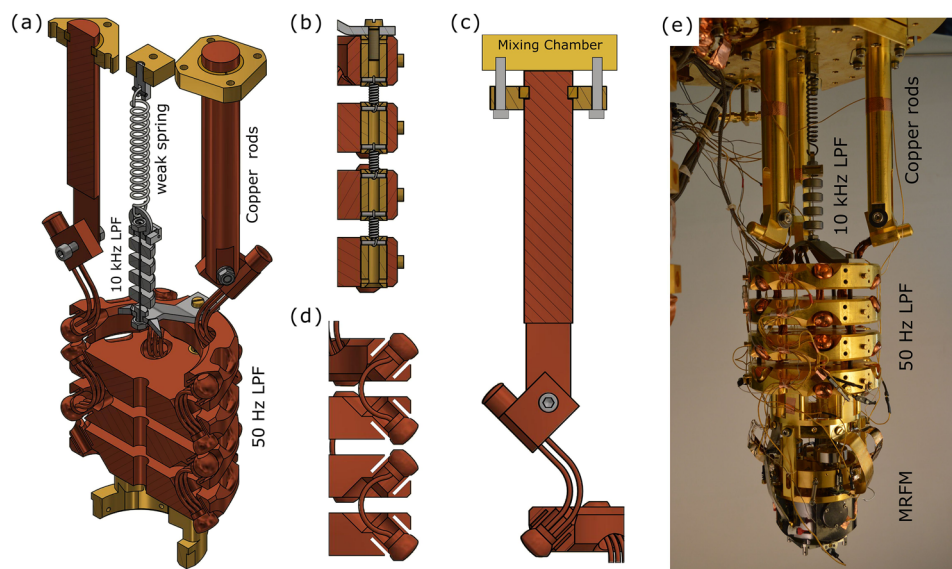 (a)
weak spring
10 kHz LPF
Copper rods
50 Hz LPF
(b)
(c)
Mixing Chamber
(d)
(e)
10 kHz LPF
Copper rods
50 Hz LPF
MRFM